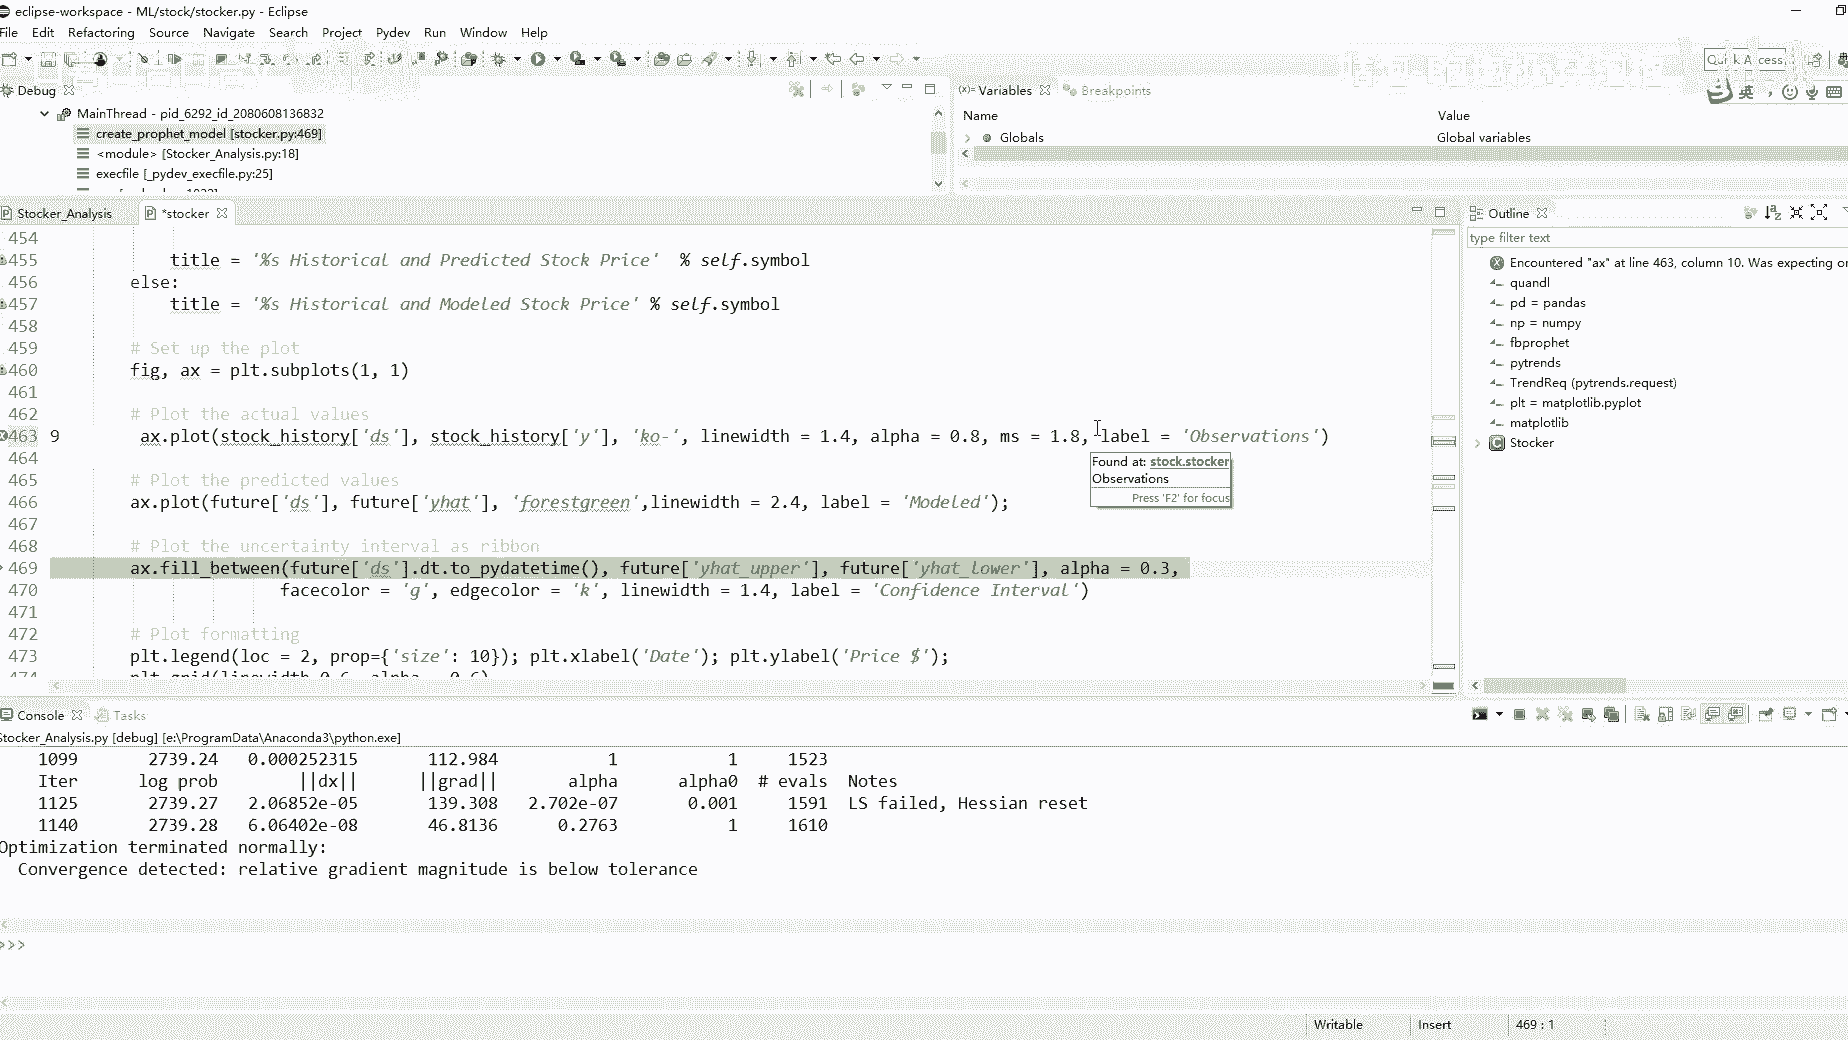 eclipse-workspace - ML/stock/stocker.py - Eclipse
File Edit Refactoring Source Navigate Search Project Pydev Run Window Help
Quick Access
Debug
MainThread - pid_6292_id_2080608136832
create_prophet_model [stocker.py:469]
<module> [Stocker_Analysis.py:18]
execfile [_pydev_execfile.py:25]
(x)= Variables Breakpoints
Name Value
Globals Global variables
Stocker_Analysis *stocker
454
455 title = '%s Historical and Predicted Stock Price' % self.symbol
456 else:
457 title = '%s Historical and Modeled Stock Price' % self.symbol
458
459 # Set up the plot
460 fig, ax = plt.subplots(1, 1)
461
462 # Plot the actual values
463 9 ax.plot(stock_history['ds'], stock_history['y'], 'ko-', linewidth = 1.4, alpha = 0.8, ms = 1.8, label = 'Observations')
464
465 # Plot the predicted values
466 ax.plot(future['ds'], future['yhat'], 'forestgreen',linewidth = 2.4, label = 'Modeled');
467
468 # Plot the uncertainty interval as ribbon
469 ax.fill_between(future['ds'].dt.to_pydatetime(), future['yhat_upper'], future['yhat_lower'], alpha = 0.3,
470 facecolor = 'g', edgecolor = 'k', linewidth = 1.4, label = 'Confidence Interval')
471
472 # Plot formatting
473 plt.legend(loc = 2, prop={'size': 10}); plt.xlabel('Date'); plt.ylabel('Price $');
Found at: stock.stocker
Observations
Press 'F2' for focus
Outline
type filter text
Encountered "ax" at line 463, column 10. Was expecting
quandl
pd = pandas
np = numpy
fbprophet
pytrends
TrendReq (pytrends.request)
plt = matplotlib.pyplot
matplotlib
Stocker
Console Tasks
Stocker_Analysis.py [debug] [e:\ProgramData\Anaconda3\python.exe]
1099 2739.24 0.000252315 112.984 1 1 1523
Iter log prob ||dx|| ||grad|| alpha alpha0 # evals Notes
1125 2739.27 2.06852e-05 139.308 2.702e-07 0.001 1591 LS failed, Hessian reset
1140 2739.28 6.06402e-08 46.8136 0.2763 1 1610
Optimization terminated normally:
Convergence detected: relative gradient magnitude is below tolerance
>>>
Writable Insert 469 : 1